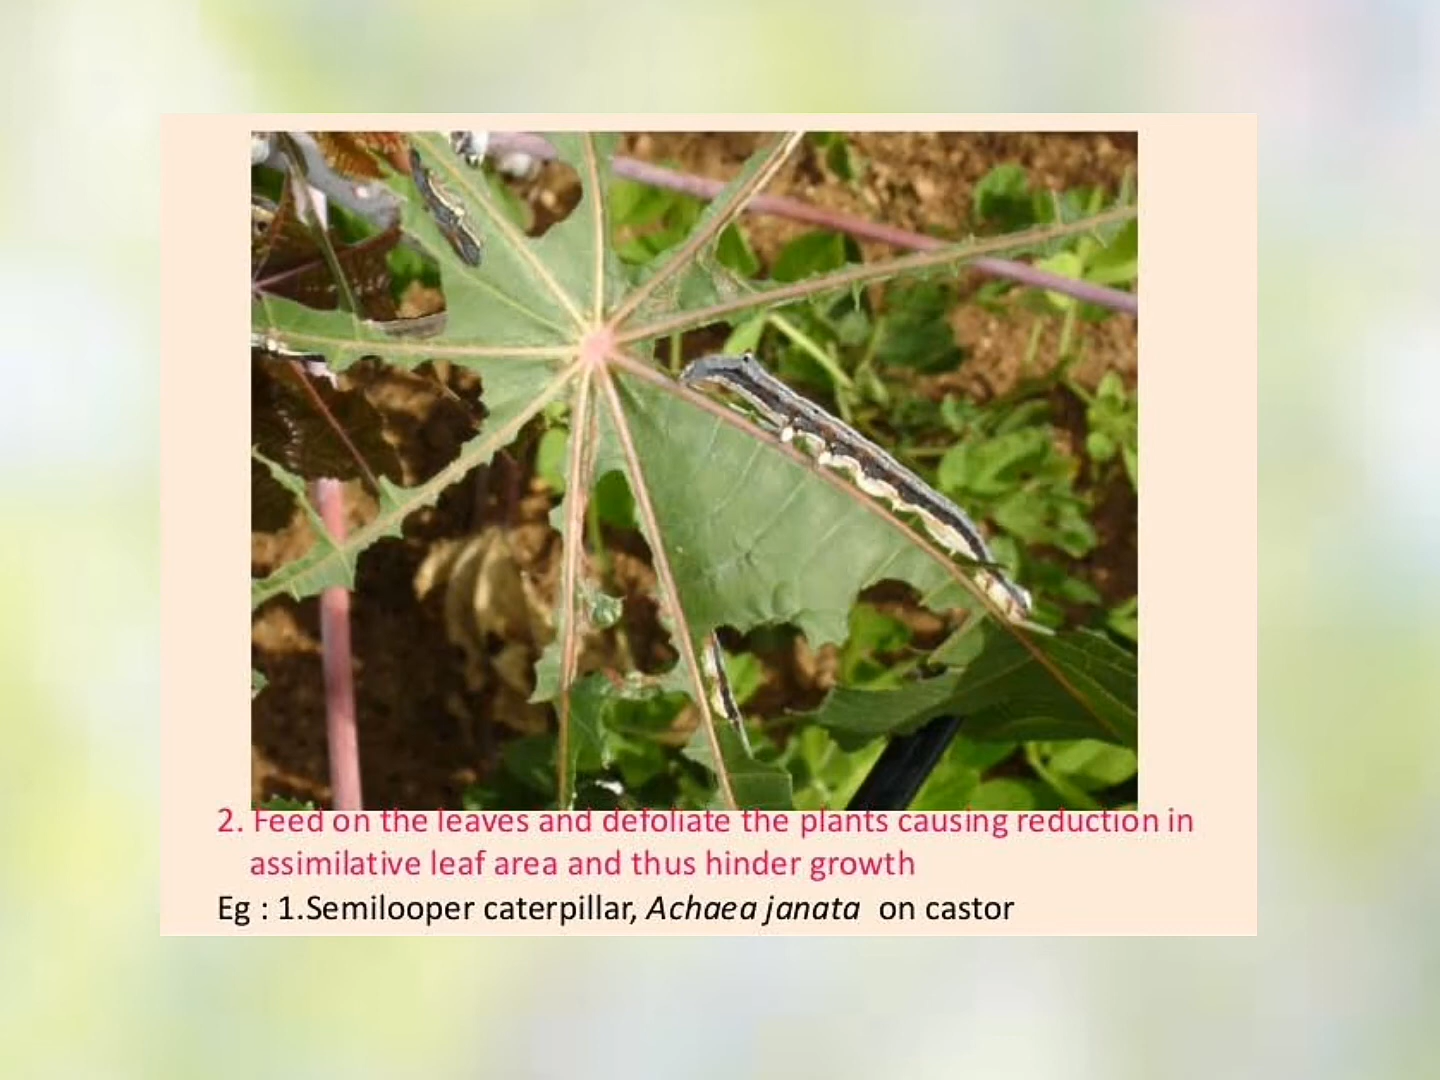 2. Feed on the leaves and defoliate the plants causing reduction in
assimilative leaf area and thus hinder growth
Eg : 1.Semilooper caterpillar, Achaea janata on castor